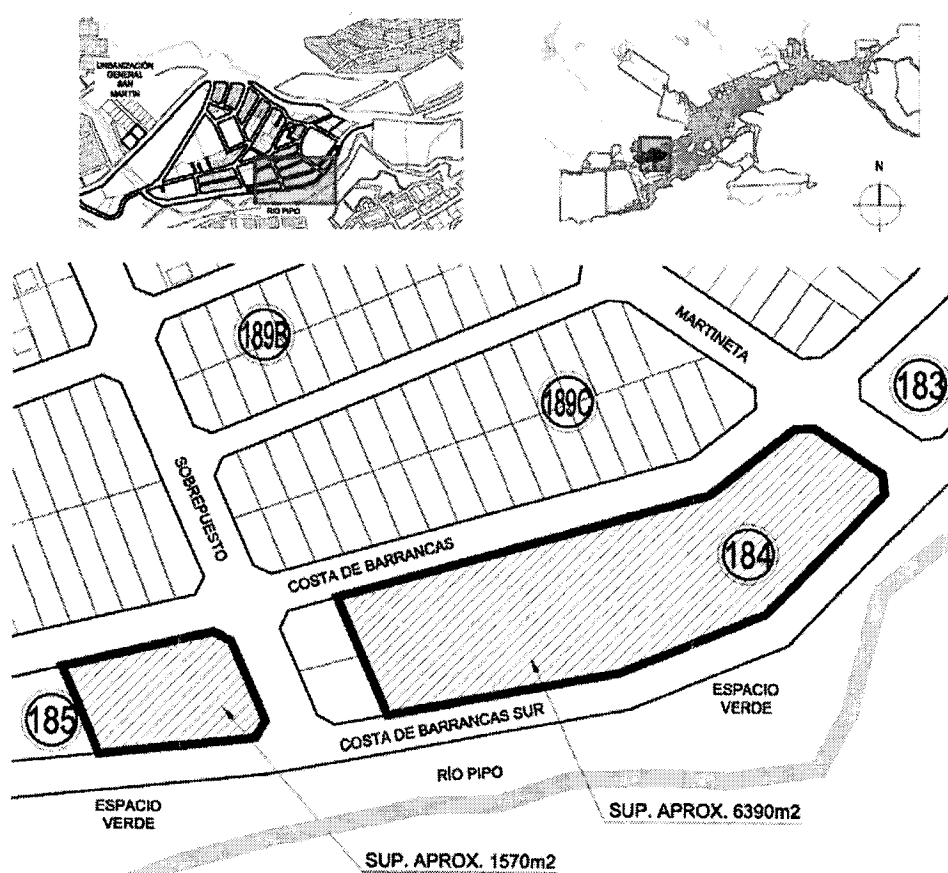 URBANIZACIÓN
GENERAL
SAN
MARTIN
RIO PIPO
N
189B
MARTINETA
183
189C
SOBREPUESTO
COSTA DE BARRANCAS
184
185
COSTA DE BARRANCAS SUR
ESPACIO
VERDE
RÍO PIPO
ESPACIO
VERDE
SUP. APROX. 6390m2
SUP. APROX. 1570m2